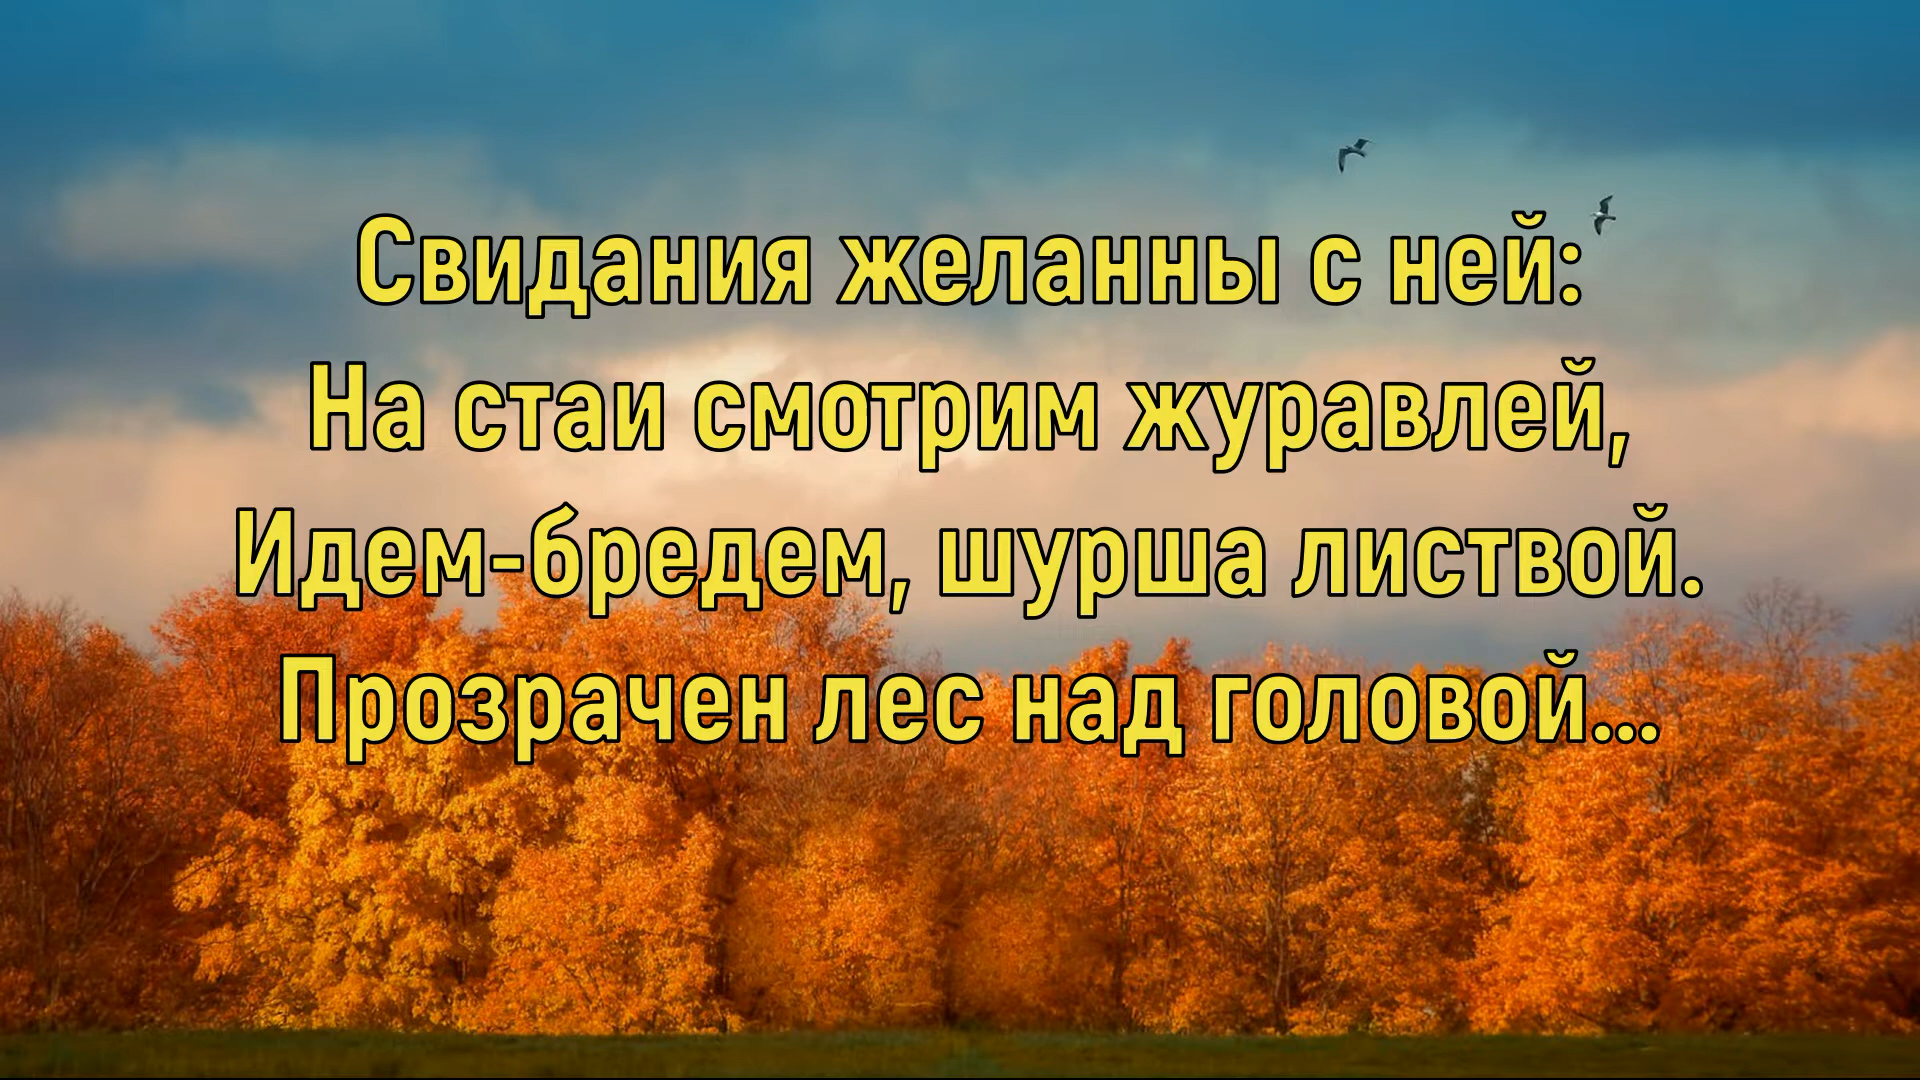 Свидания желанны с ней:
На стаи смотрим журавлей,
Идем-бредем, шурша листвой.
Прозрачен лес над головой...